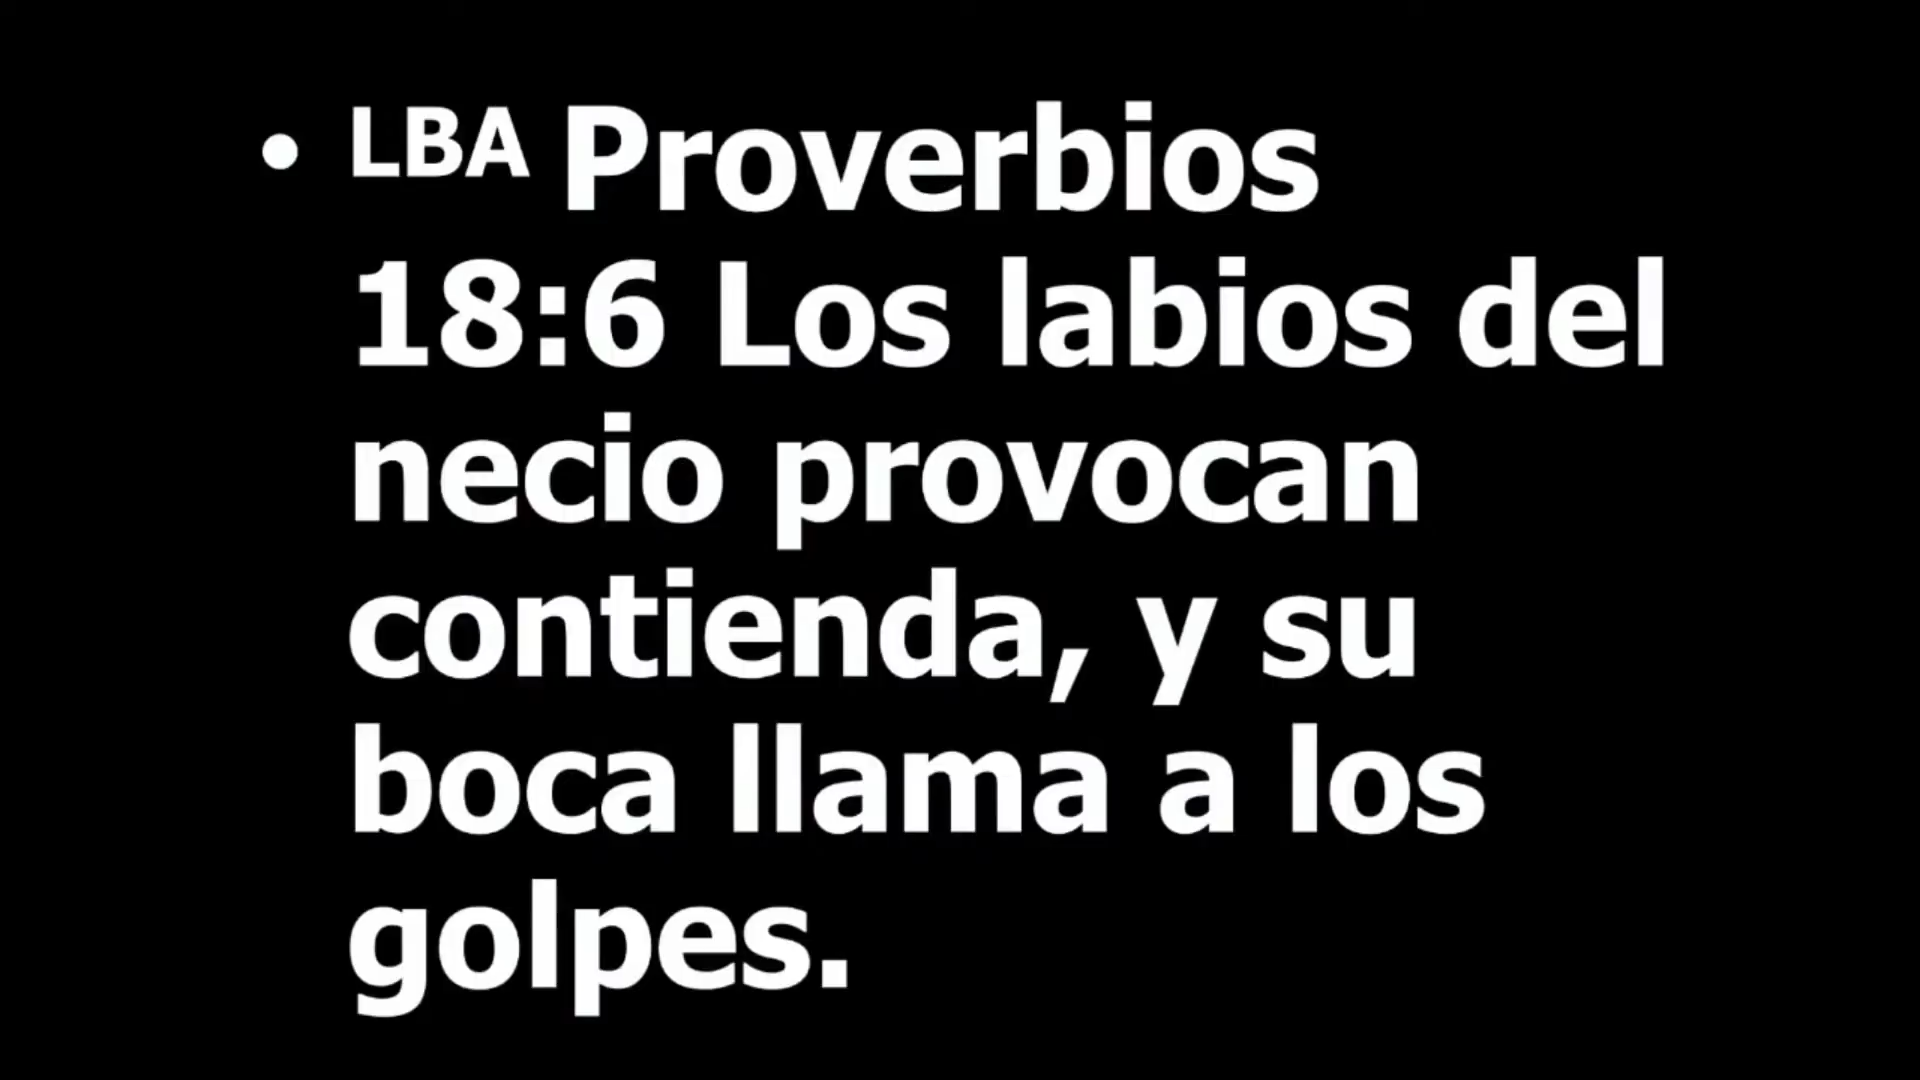 • LBA Proverbios
18:6 Los labios del
necio provocan
contienda, y su
boca llama a los
golpes.